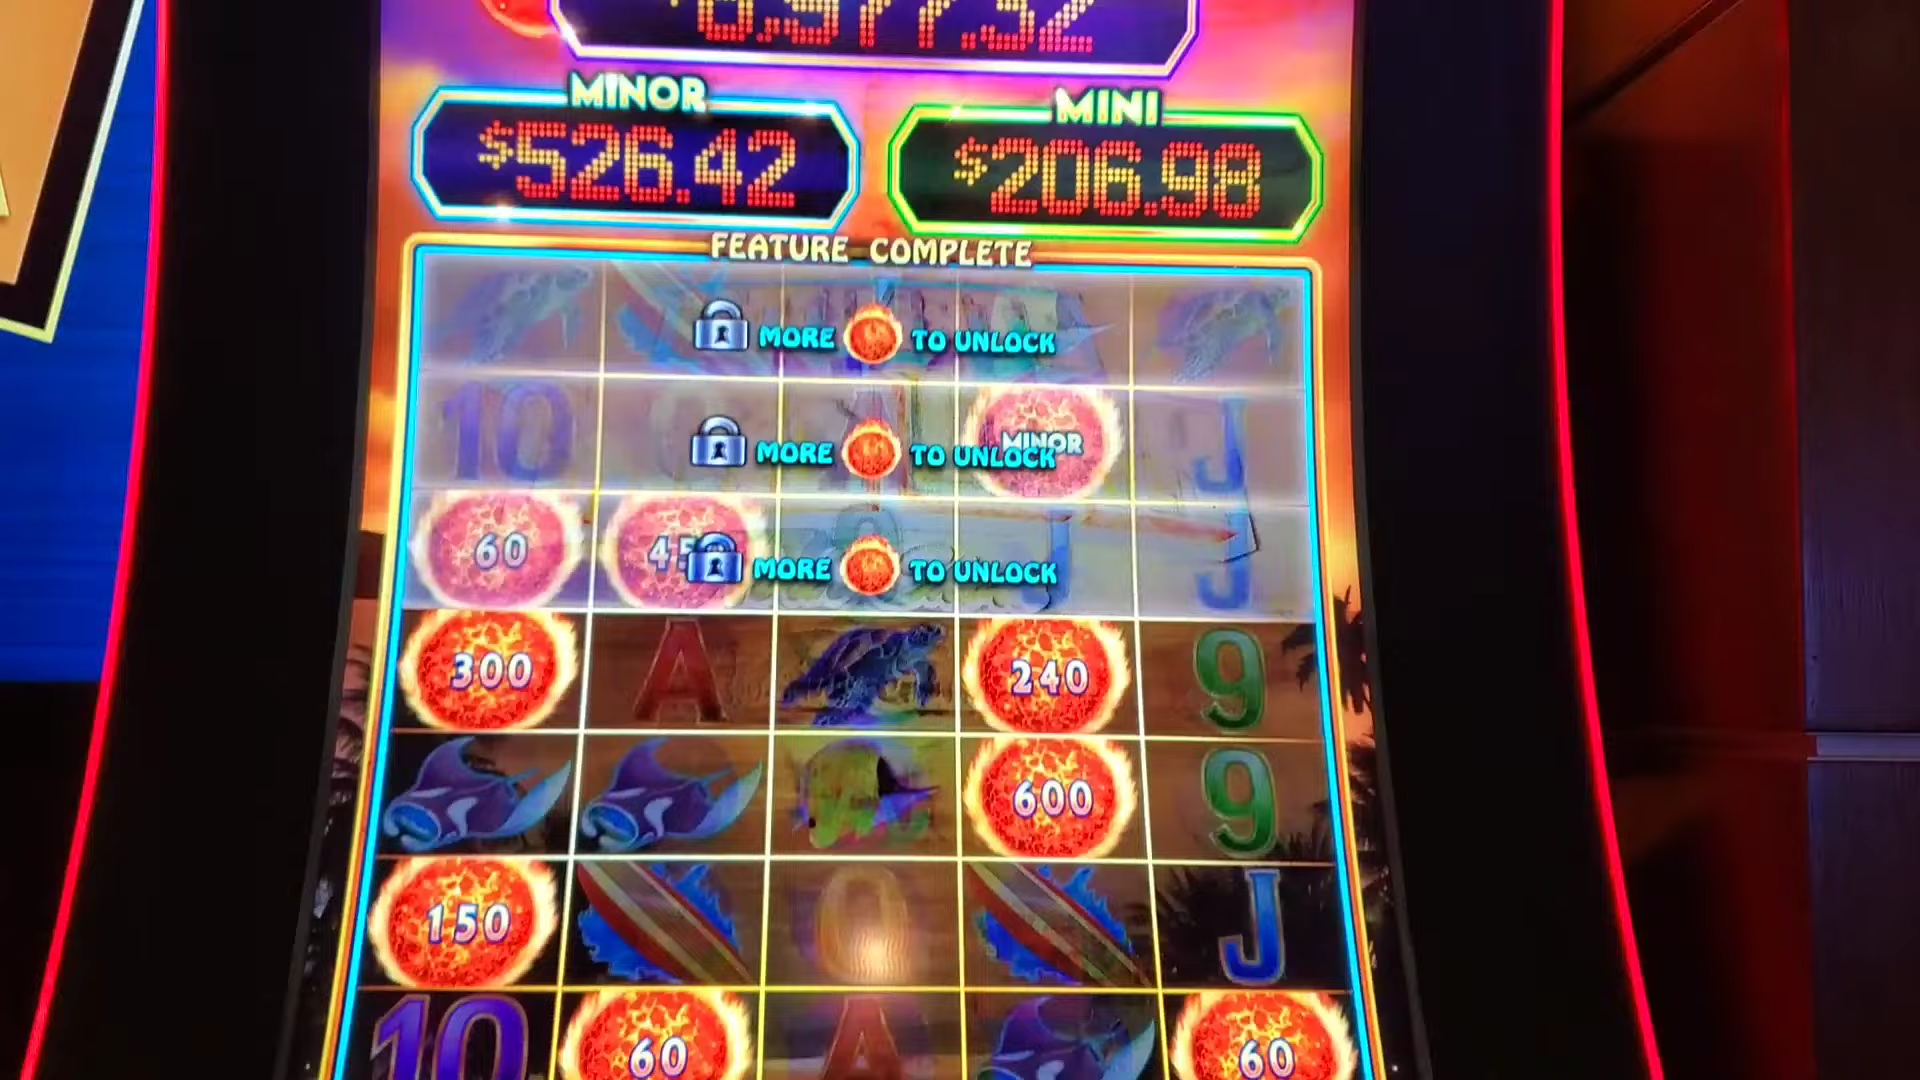 MINOR
MINI
$526.42
$206.98
FEATURE COMPLETE
MORE TO UNLOCK
10
MORE TO UNLOCK
MINOR
J
60
MORE TO UNLOCK
J
J
300
A
240
9
600
9
150
Q
J
10
60
A
60